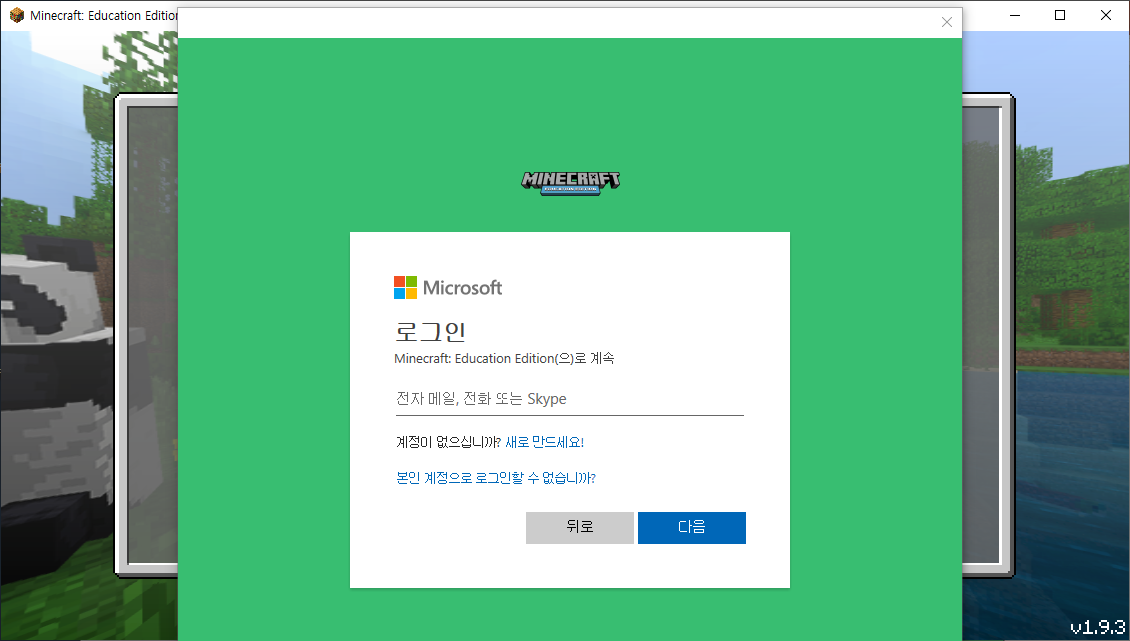 Minecraft: Education Edition
MINECRAFT
EDUCATION EDITION
Microsoft
로그인
Minecraft: Education Edition(으)로 계속
전자 메일, 전화 또는 Skype
계정이 없으십니까? 새로 만드세요!
본인 계정으로 로그인할 수 없습니까?
뒤로 다음
v1.9.3